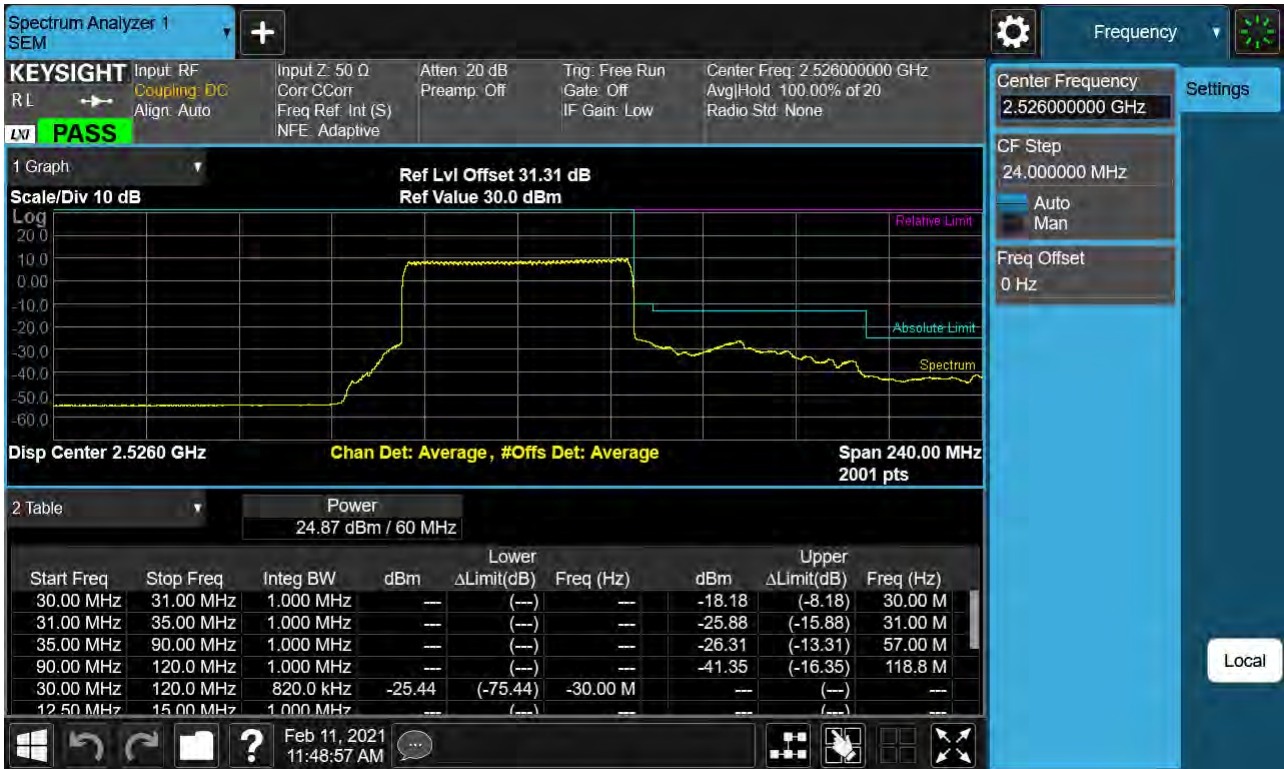 Spectrum Analyzer 1
SEM
Frequency
KEYSIGHT
RL
LXI PASS
Input: RF
Coupling: DC
Align: Auto
Input Z: 50 Ω
Corr CCorr
Freq Ref: Int (S)
NFE: Adaptive
Atten: 20 dB
Preamp: Off
Trig: Free Run
Gate: Off
IF Gain: Low
Center Freq: 2.526000000 GHz
Avg|Hold: 100.00% of 20
Radio Std: None
Center Frequency
2.526000000 GHz
Settings
CF Step
24.000000 MHz
Auto
Man
Freq Offset
0 Hz
Local
1 Graph
Scale/Div 10 dB
Ref Lvl Offset 31.31 dB
Ref Value 30.0 dBm
Log
20.0
10.0
0.00
-10.0
-20.0
-30.0
-40.0
-50.0
-60.0
Relative Limit
Absolute Limit
Spectrum
Disp Center 2.5260 GHz
Chan Det: Average, #Offs Det: Average
Span 240.00 MHz
2001 pts
2 Table
Power
24.87 dBm / 60 MHz
Lower Upper
Start Freq Stop Freq Integ BW dBm ΔLimit(dB) Freq (Hz) dBm ΔLimit(dB) Freq (Hz)
30.00 MHz 31.00 MHz 1.000 MHz --- (---) --- -18.18 (-8.18) 30.00 M
31.00 MHz 35.00 MHz 1.000 MHz --- (---) --- -25.88 (-15.88) 31.00 M
35.00 MHz 90.00 MHz 1.000 MHz --- (---) --- -26.31 (-13.31) 57.00 M
90.00 MHz 120.0 MHz 1.000 MHz --- (---) --- -41.35 (-16.35) 118.8 M
30.00 MHz 120.0 MHz 820.0 kHz -25.44 (-75.44) -30.00 M --- (---) ---
12.50 MHz 15.00 MHz 1.000 MHz --- (---) --- --- (---) ---
Feb 11, 2021
11:48:57 AM